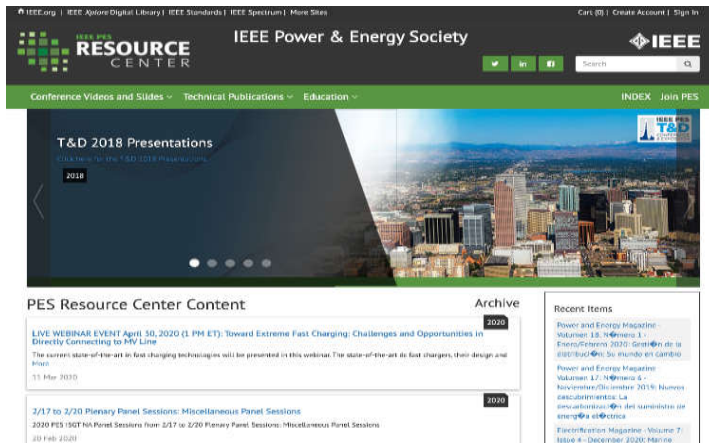 IEEE.org | IEEE Xplore Digital Library | IEEE Standards | IEEE Spectrum | More Sites
Cart (0) | Create Account | Sign In
IEEE PES
RESOURCE
CENTER
IEEE Power & Energy Society
IEEE
Search
Conference Videos and Slides
Technical Publications
Education
INDEX
Join PES
T&D 2018 Presentations
Click here for the T&D 2018 Presentations
2018
IEEE PES
T&D
PES Resource Center Content
Archive
2020
LIVE WEBINAR EVENT April 30, 2020 (1 PM ET): Toward Extreme Fast Charging: Challenges and Opportunities in
Directly Connecting to MV Line
The current state-of-the-art in fast charging technologies will be presented in this webinar. The state-of-the-art dc fast chargers, their design and
More
11 Mar 2020
2020
2/17 to 2/20 Plenary Panel Sessions: Miscellaneous Panel Sessions
2020 PES ISGT NA Panel Sessions from 2/17 to 2/20 Plenary Panel Sessions: Miscellaneous Panel Sessions
20 Feb 2020
Recent Items
Power and Energy Magazine -
Volumen 18: N�mero 1 -
Enero/Febrero 2020: Gesti�n de la
distribuci�n: Su mundo en cambio
Power and Energy Magazine -
Volumen 17: N�mero 6 -
Noviembre/Diciembre 2019: Nuevos
descubrimientos: La
descarbonizaci�n del suministro de
energ�a el�ctrica
Electrification Magazine - Volume 7:
Issue 4 - December 2020: Marine